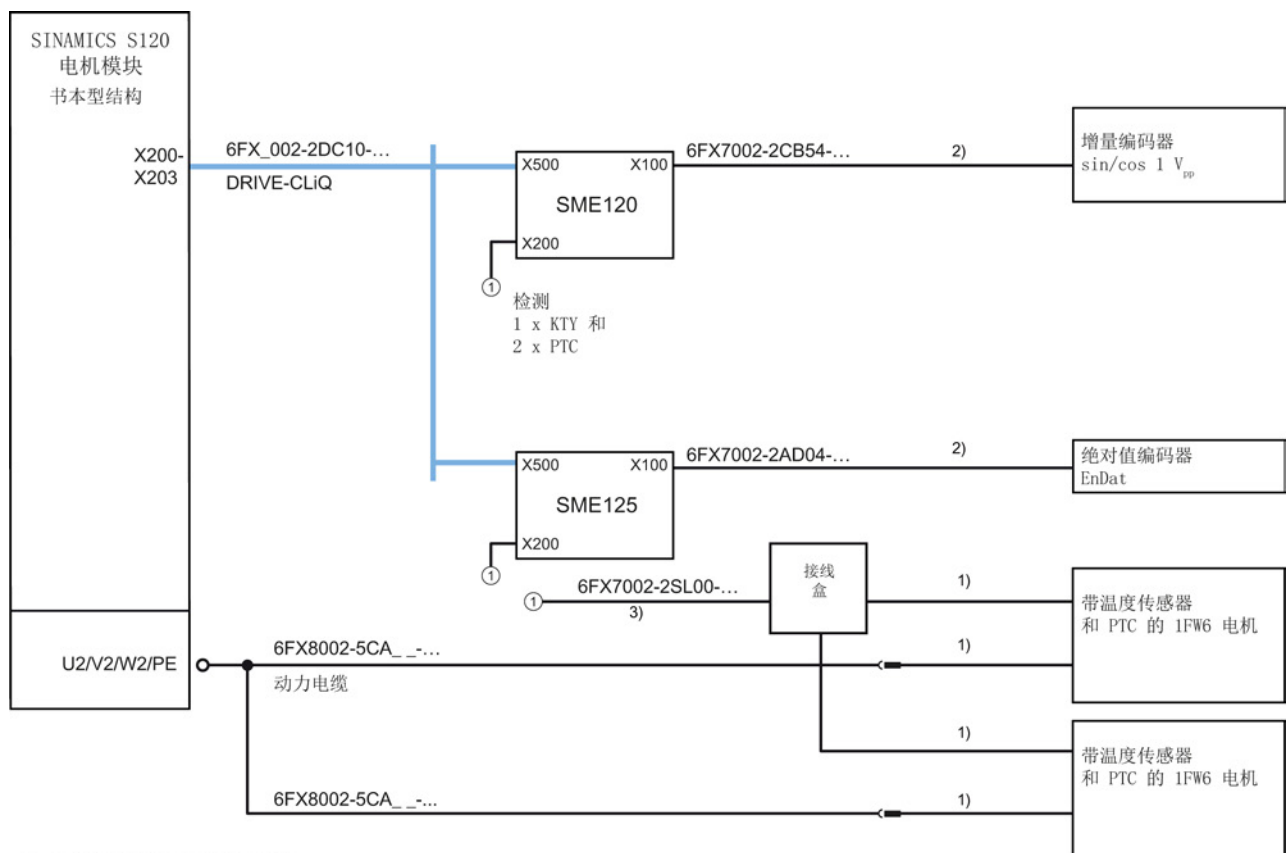 SINAMICS S120
电机模块
书本型结构
X200-
X203
6FX_002-2DC10-...
DRIVE-CLiQ
X500
X100
SME120
X200
①
检测
1 x KTY 和
2 x PTC
6FX7002-2CB54-...
2)
增量编码器
sin/cos 1 Vpp
X500
X100
SME125
X200
①
6FX7002-2AD04-...
2)
绝对值编码器
EnDat
①
6FX7002-2SL00-...
3)
接线
盒
1)
带温度传感器
和 PTC 的 1FW6 电机
U2/V2/W2/PE
6FX8002-5CA_ _-...
动力电缆
1)
1)
带温度传感器
和 PTC 的 1FW6 电机
6FX8002-5CA_ _-...
1)